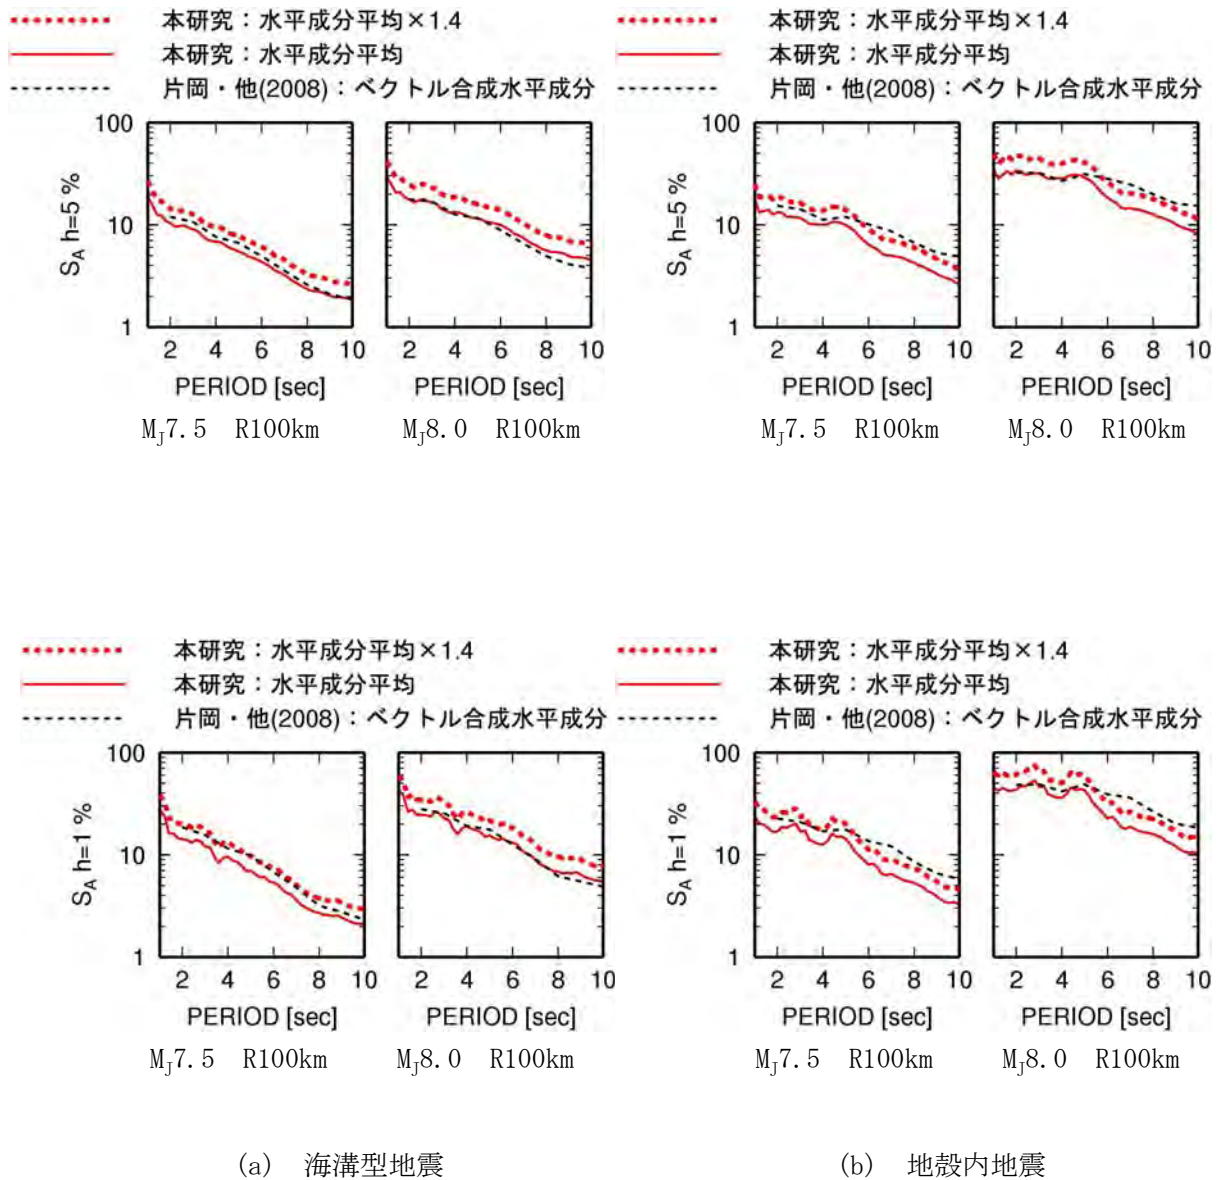 本研究：水平成分平均×1.4
本研究：水平成分平均
片岡・他(2008)：ベクトル合成水平成分
100
10
1
S_A h=5 %
2 4 6 8 10
2 4 6 8 10
PERIOD [sec]
PERIOD [sec]
M_J7.5 R100km
M_J8.0 R100km
本研究：水平成分平均×1.4
本研究：水平成分平均
片岡・他(2008)：ベクトル合成水平成分
100
10
1
S_A h=5 %
2 4 6 8 10
2 4 6 8 10
PERIOD [sec]
PERIOD [sec]
M_J7.5 R100km
M_J8.0 R100km
本研究：水平成分平均×1.4
本研究：水平成分平均
片岡・他(2008)：ベクトル合成水平成分
100
10
1
S_A h=1 %
2 4 6 8 10
2 4 6 8 10
PERIOD [sec]
PERIOD [sec]
M_J7.5 R100km
M_J8.0 R100km
本研究：水平成分平均×1.4
本研究：水平成分平均
片岡・他(2008)：ベクトル合成水平成分
100
10
1
S_A h=1 %
2 4 6 8 10
2 4 6 8 10
PERIOD [sec]
PERIOD [sec]
M_J7.5 R100km
M_J8.0 R100km
(a) 海溝型地震
(b) 地殻内地震